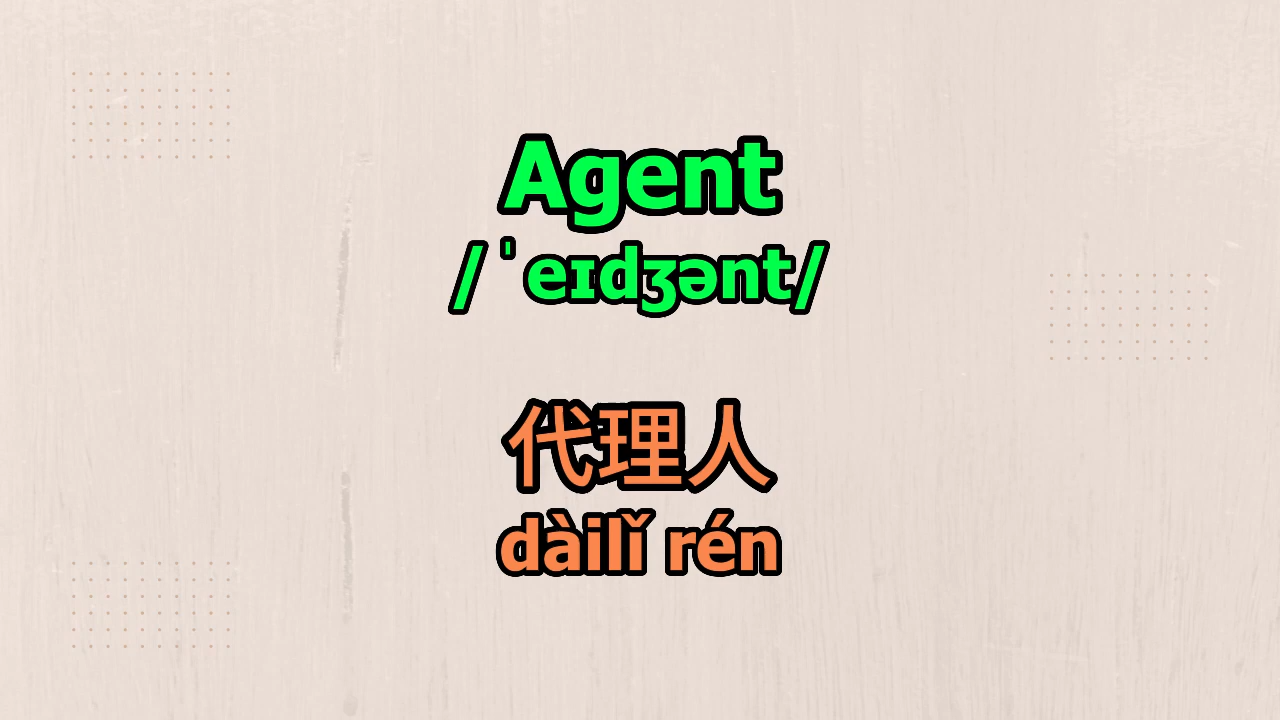 Agent
/ˈeɪdʒənt/
代理人
dàilǐ rén